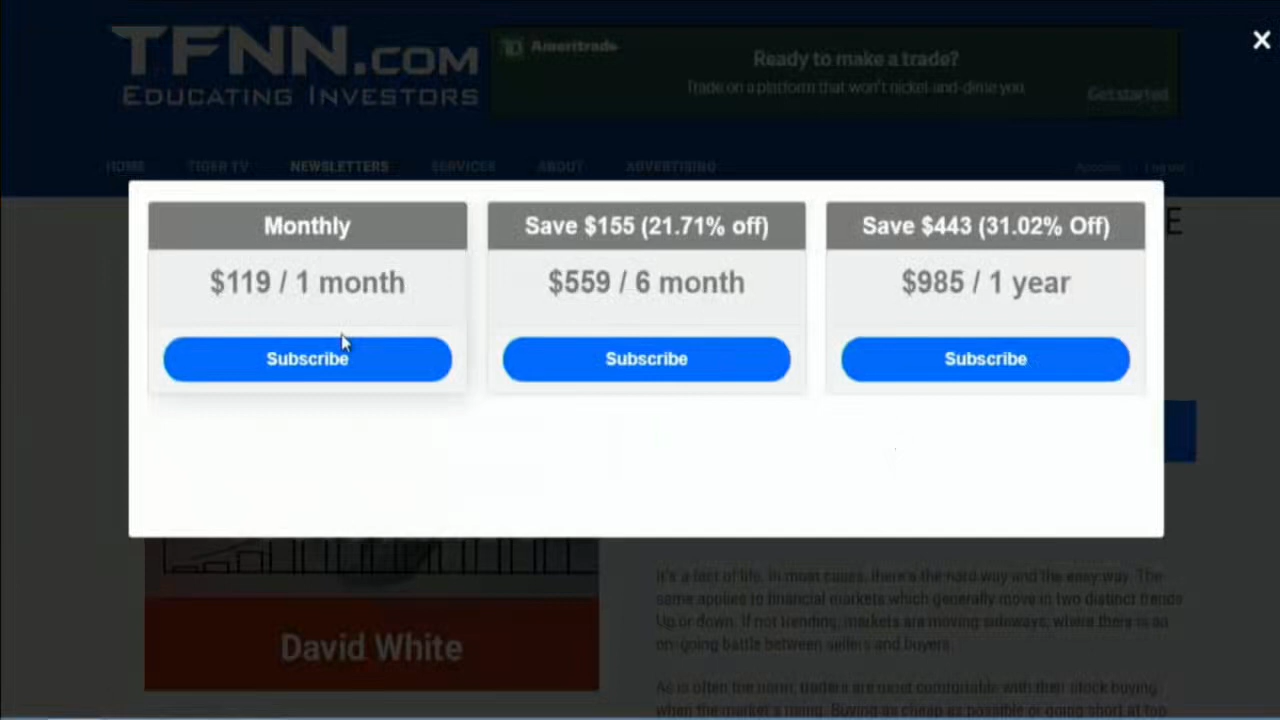 TFNN.COM
EDUCATING INVESTORS
Ameritrade
Ready to make a trade?
Trade on a platform that won't nickel-and-dime you
Get started
HOME TIGER TV NEWSLETTERS SERVICES ABOUT ADVERTISING Account Log out
E
Monthly
$119 / 1 month
Subscribe
Save $155 (21.71% off)
$559 / 6 month
Subscribe
Save $443 (31.02% Off)
$985 / 1 year
Subscribe
David White
It's a fact of life, in most cases, there's the hard way and the easy way. The
same applies to financial markets which generally move in two distinct trends
Up or down. If not trending, markets are moving sideways, where there is an
on-going battle between sellers and buyers.
As is often the norm, traders are most comfortable with their stock buying
when the market's rising. Buying as cheap as possible or going short at top